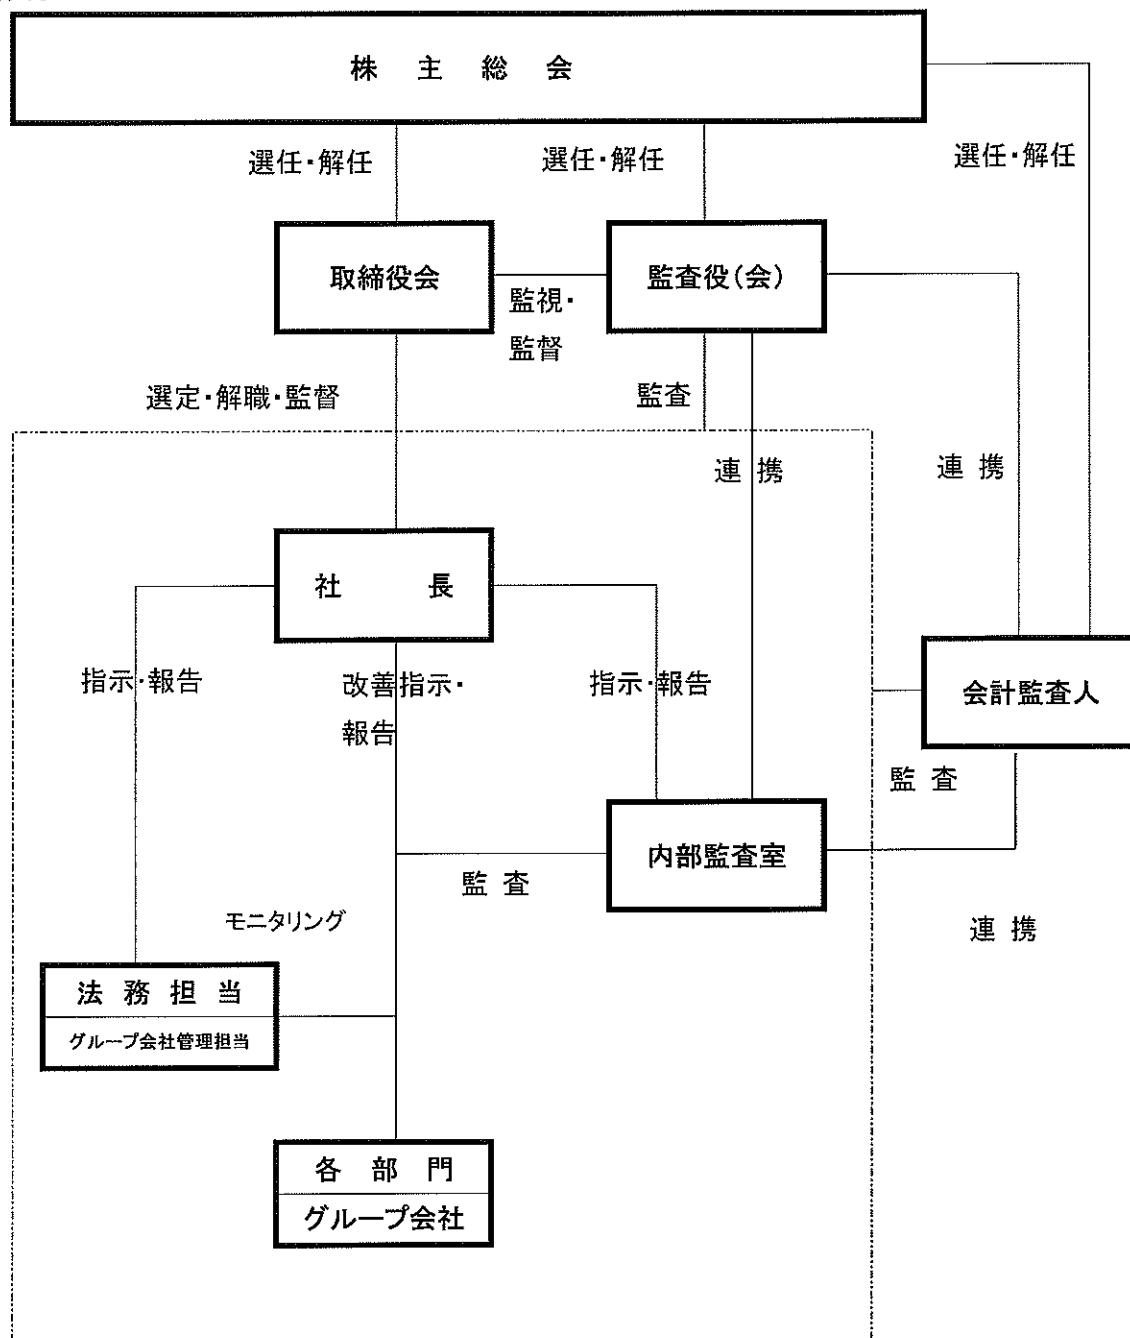 株 主 総 会
選任・解任
選任・解任
選任・解任
取締役会
監査役(会)
監視・
監督
選定・解職・監督
監査
連 携
連 携
社 長
指示・報告
改善指示・
報告
指示・報告
会計監査人
監 査
内部監査室
監 査
モニタリング
連 携
法 務 担 当
グループ会社管理担当
各 部 門
グループ会社